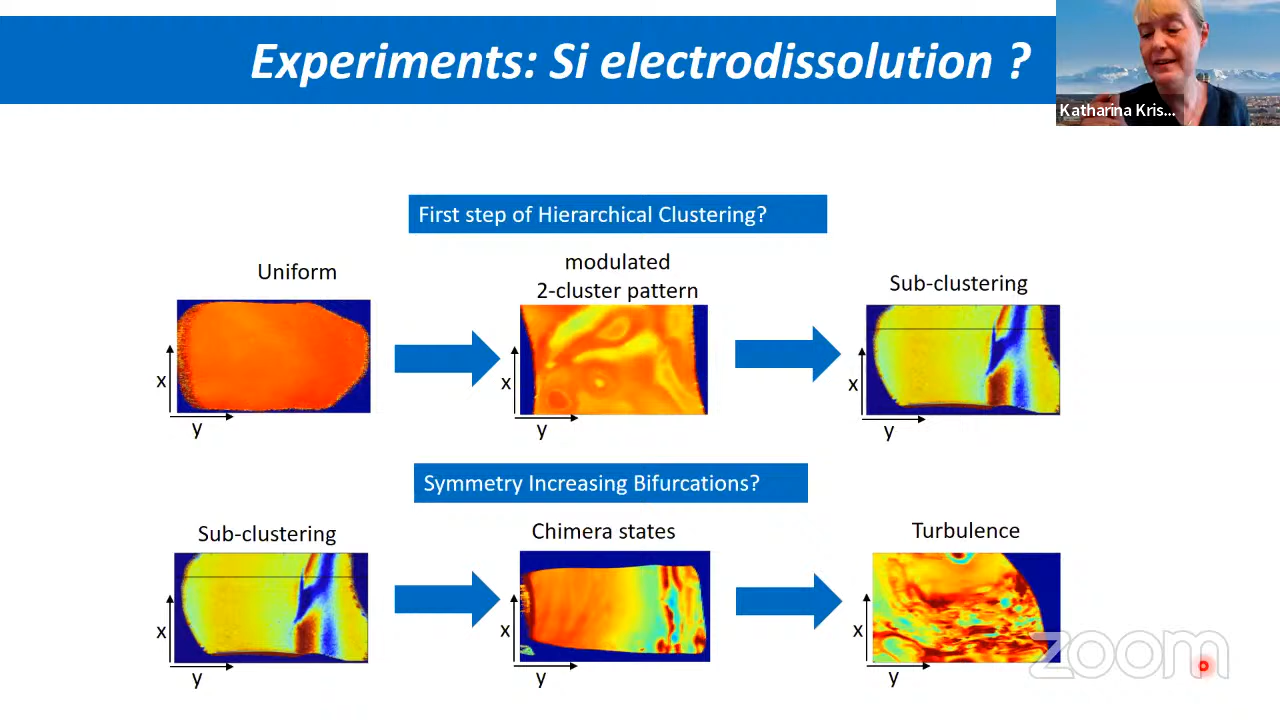 Experiments: Si electrodissolution ?
Katharina Kris...
First step of Hierarchical Clustering?
Uniform
modulated
2-cluster pattern
Sub-clustering
x
y
x
y
x
y
Symmetry Increasing Bifurcations?
Sub-clustering
Chimera states
Turbulence
x
y
x
y
x
y
zoom